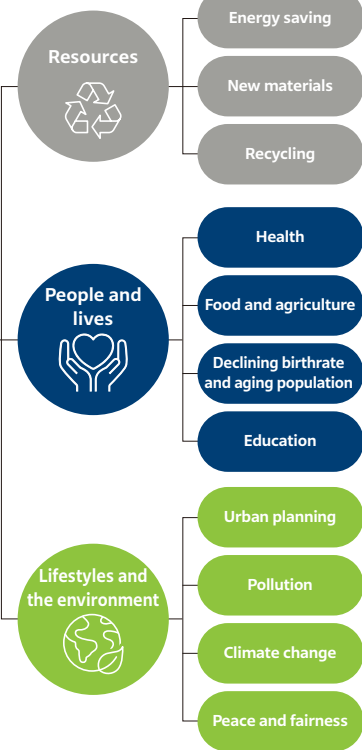 Resources
Energy saving
New materials
Recycling
People and
lives
Health
Food and agriculture
Declining birthrate
and aging population
Education
Lifestyles and
the environment
Urban planning
Pollution
Climate change
Peace and fairness